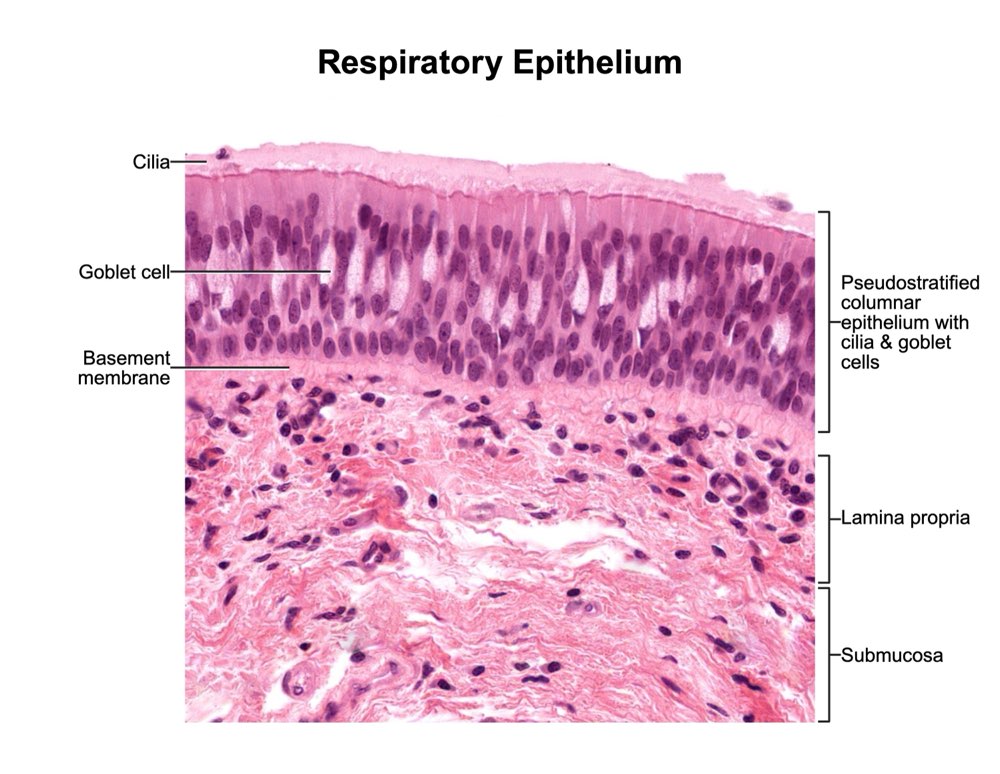 Respiratory Epithelium
Cilia
Goblet cell
Basement
membrane
Pseudostratified
columnar
epithelium with
cilia & goblet
cells
Lamina propria
Submucosa